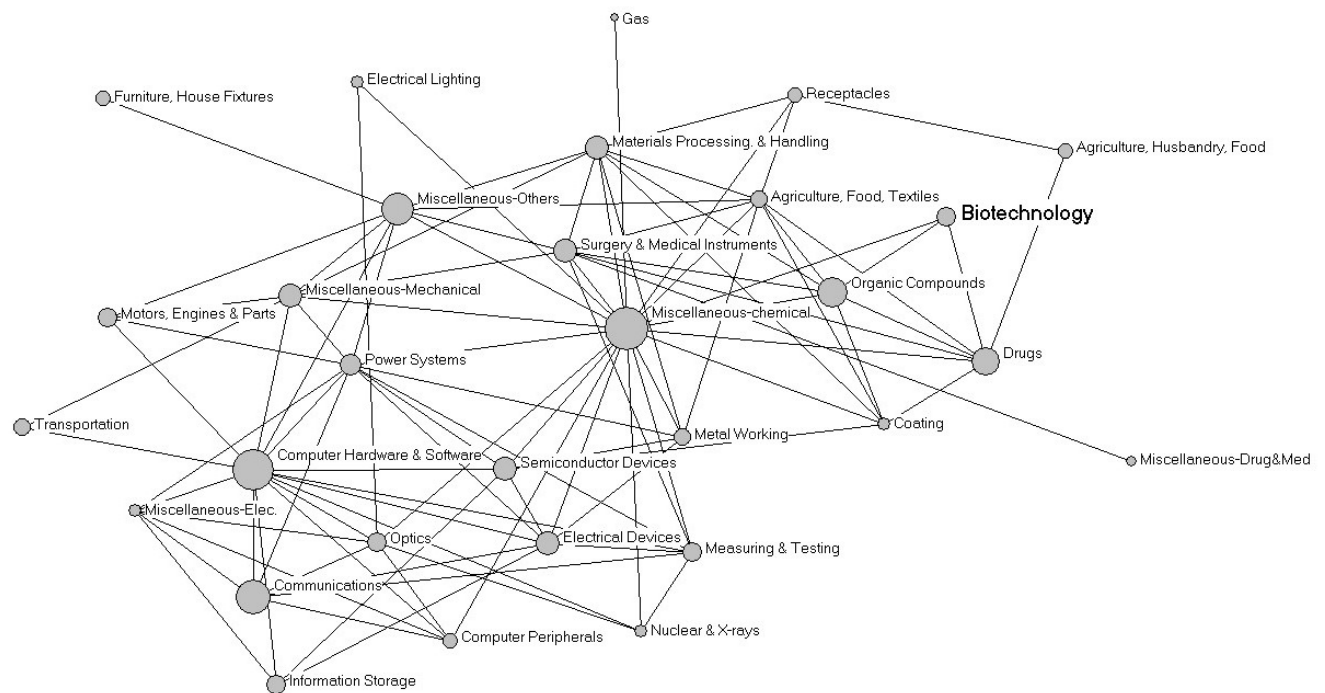 Gas
Electrical Lighting
Furniture, House Fixtures
Receptacles
Materials Processing. & Handling
Agriculture, Husbandry, Food
Miscellaneous-Others
Agriculture, Food, Textiles
Biotechnology
Surgery & Medical Instruments
Organic Compounds
Miscellaneous-Mechanical
Motors, Engines & Parts
Miscellaneous-chemical
Power Systems
Drugs
Transportation
Coating
Metal Working
Computer Hardware & Software
Semiconductor Devices
Miscellaneous-Drug&Med
Miscellaneous-Elec.
Optics
Electrical Devices
Measuring & Testing
Communications
Computer Peripherals
Nuclear & X-rays
Information Storage